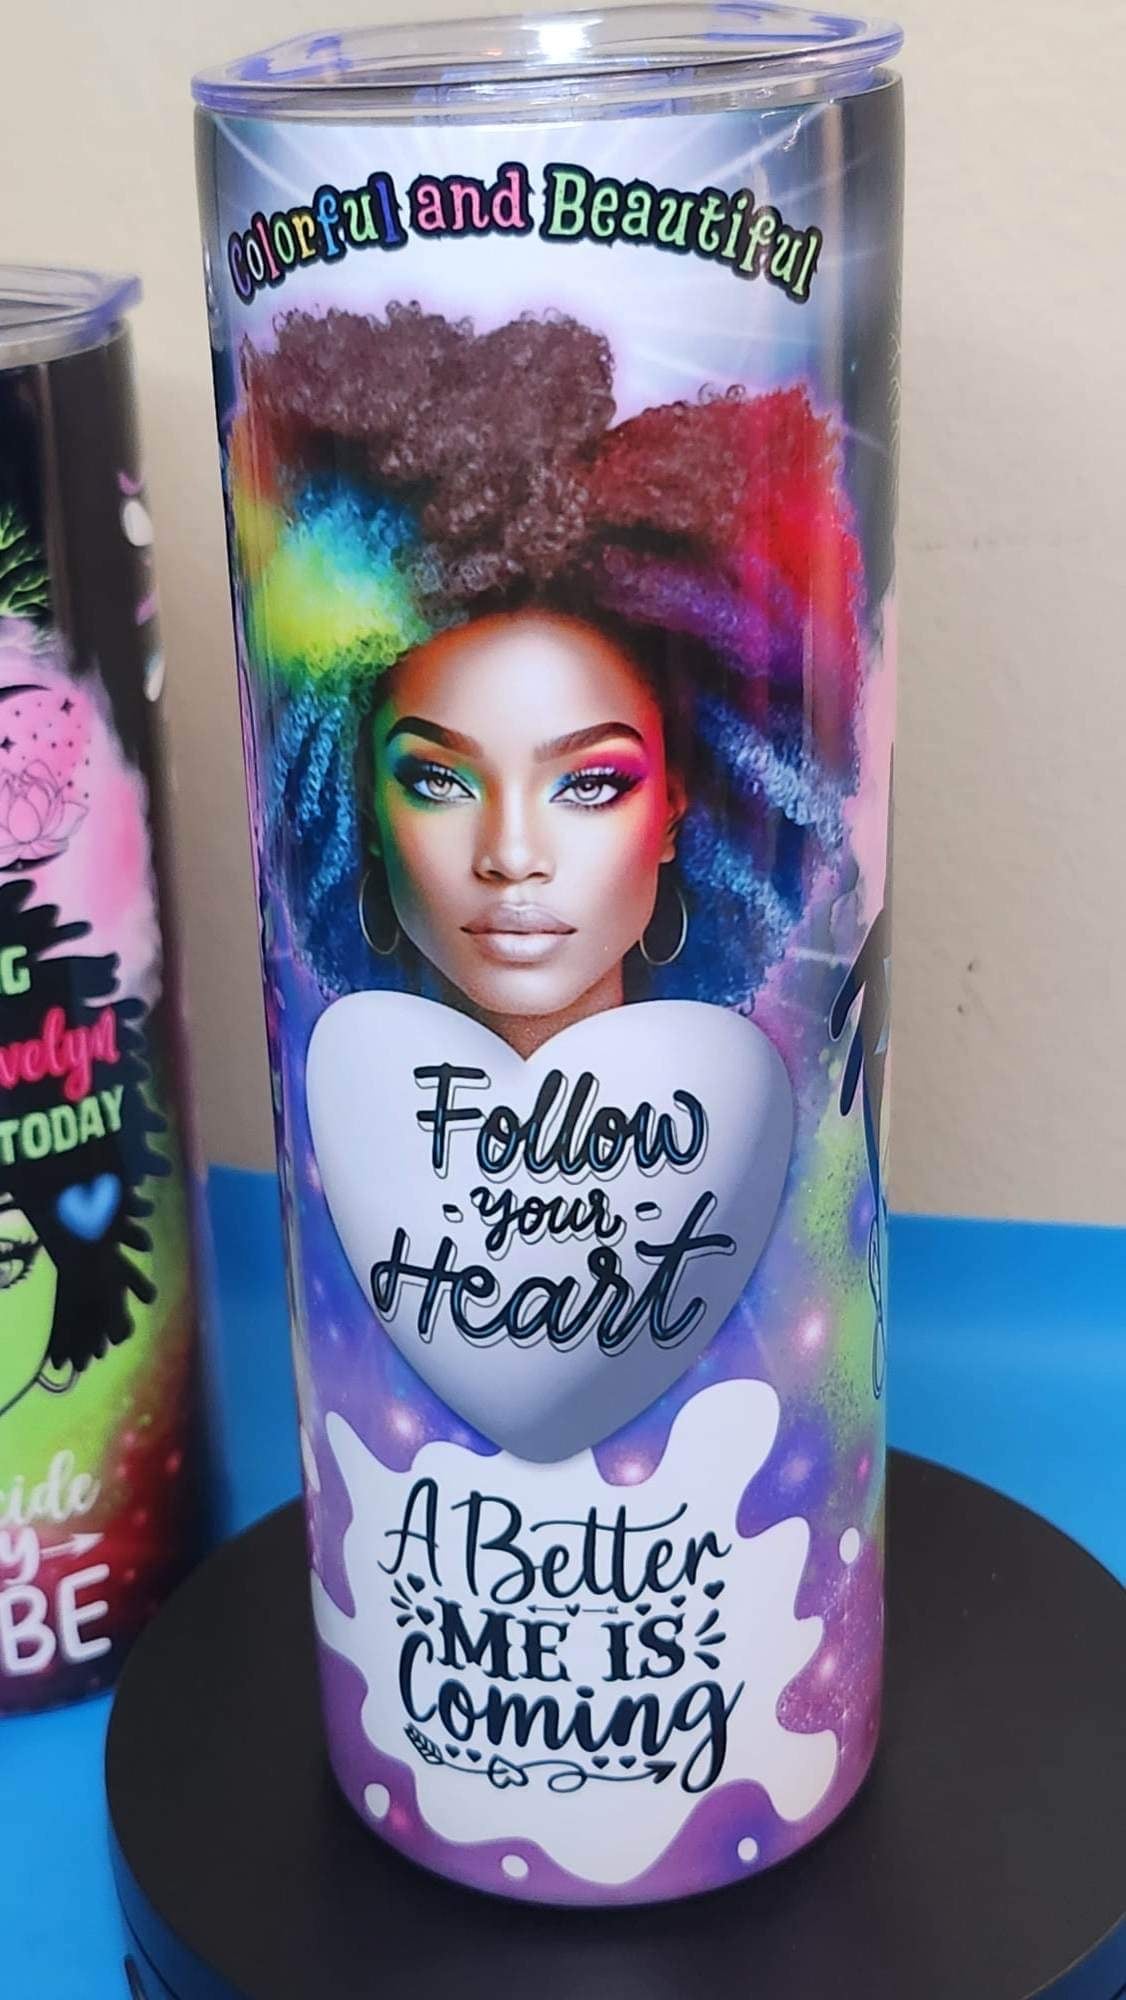 Colorful and Beautiful
Follow
- your -
Heart
A Better
ME IS
Coming
TODAY
BE